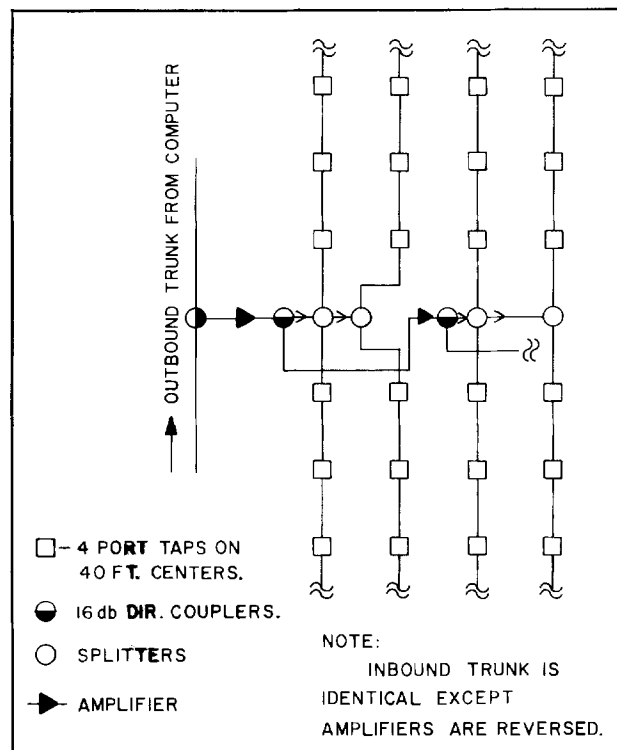 OUTBOUND TRUNK FROM COMPUTER
4 PORT TAPS ON
40 FT. CENTERS.
16 db DIR. COUPLERS.
SPLITTERS
AMPLIFIER
NOTE:
INBOUND TRUNK IS
IDENTICAL EXCEPT
AMPLIFIERS ARE REVERSED.